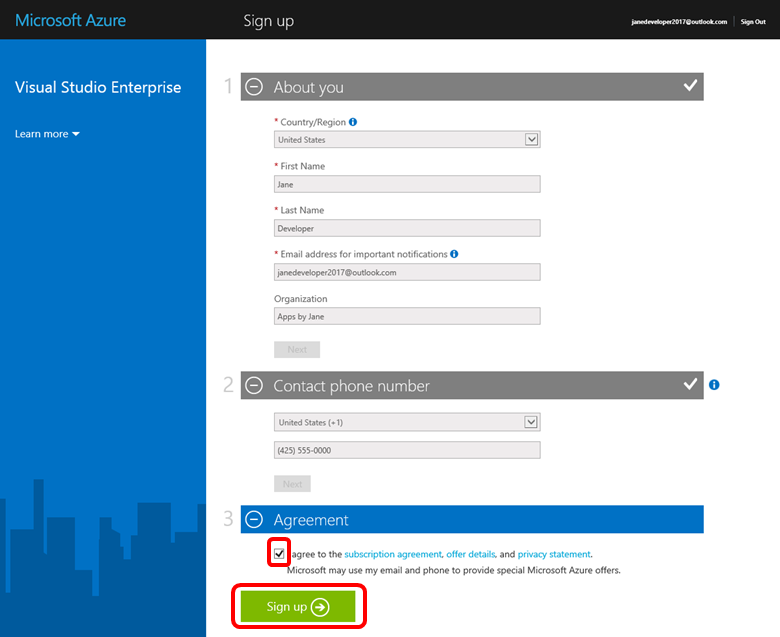 Microsoft Azure
Sign up
janedeveloper2017@outlook.com
Sign Out
Visual Studio Enterprise
Learn more
1
About you
* Country/Region
United States
* First Name
Jane
* Last Name
Developer
* Email address for important notifications
janedeveloper2017@outlook.com
Organization
Apps by Jane
Next
2
Contact phone number
United States (+1)
(425) 555-0000
Next
3
Agreement
agree to the subscription agreement, offer details, and privacy statement.
Microsoft may use my email and phone to provide special Microsoft Azure offers.
Sign up